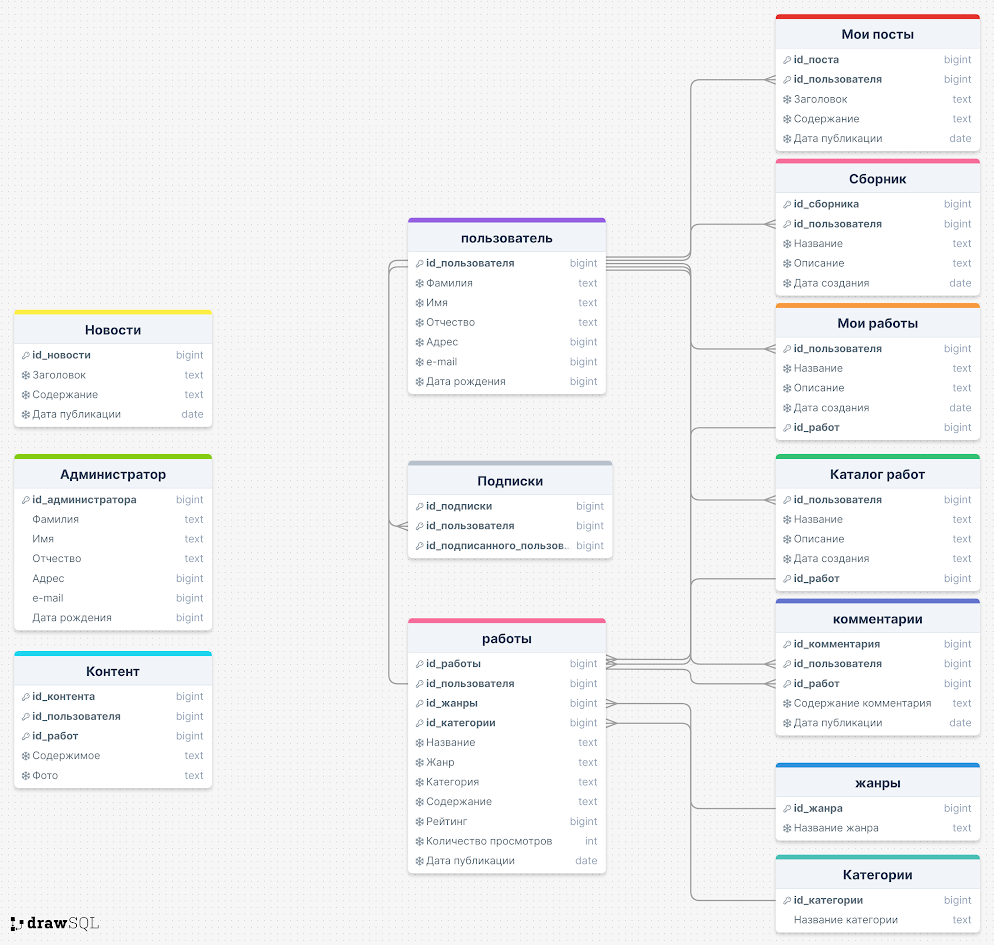 Новости
id_новости bigint
Заголовок text
Содержание text
Дата публикации date
Администратор
id_администратора bigint
Фамилия text
Имя text
Отчество text
Адрес bigint
e-mail bigint
Дата рождения bigint
Контент
id_контента bigint
id_пользователя bigint
id_работ bigint
Содержимое text
Фото text
пользователь
id_пользователя bigint
Фамилия text
Имя text
Отчество text
Адрес bigint
e-mail bigint
Дата рождения bigint
Подписки
id_подписки bigint
id_пользователя bigint
id_подписанного_пользов... bigint
работы
id_работы bigint
id_пользователя bigint
id_жанры bigint
id_категории bigint
Название text
Жанр text
Категория text
Содержание text
Рейтинг bigint
Количество просмотров int
Дата публикации date
Мои посты
id_поста bigint
id_пользователя bigint
Заголовок text
Содержание text
Дата публикации date
Сборник
id_сборника bigint
id_пользователя bigint
Название text
Описание text
Дата создания date
Мои работы
id_пользователя bigint
Название text
Описание text
Дата создания date
id_работ bigint
Каталог работ
id_пользователя bigint
Название text
Описание text
Дата создания text
id_работ bigint
комментарии
id_комментария bigint
id_пользователя bigint
id_работ bigint
Содержание комментария text
Дата публикации date
жанры
id_жанра bigint
Название жанра text
Категории
id_категории bigint
Название категории text
drawSQL